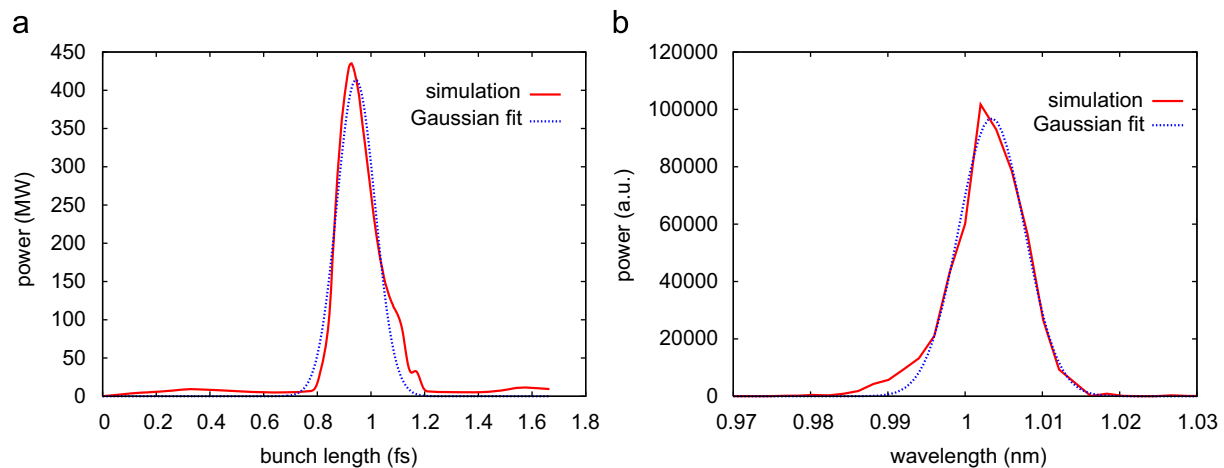 a
450
400
350
300
250
200
150
100
50
0
power (MW)
simulation
Gaussian fit
0 0.2 0.4 0.6 0.8 1 1.2 1.4 1.6 1.8
bunch length (fs)
b
120000
100000
80000
60000
40000
20000
0
power (a.u.)
simulation
Gaussian fit
0.97 0.98 0.99 1 1.01 1.02 1.03
wavelength (nm)